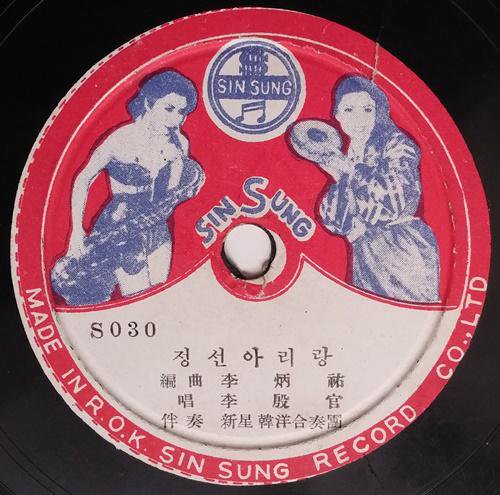 SIN SUNG
SIN SUNG
S030
정선아리랑
編曲 李炳祐
唱 李殷官
伴奏 新星韓洋合奏團
MADE IN R.O.K. SIN SUNG RECORD CO., LTD